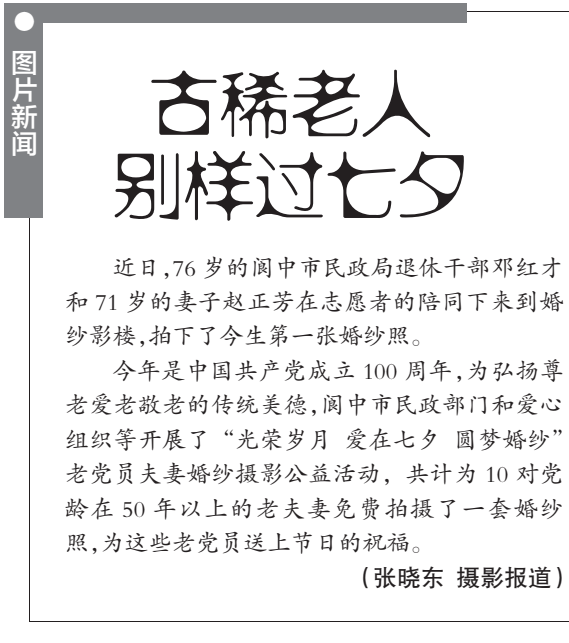 图片新闻
古稀老人
别样过七夕
近日,76 岁的阆中市民政局退休干部邓红才
和 71 岁的妻子赵正芳在志愿者的陪同下来到婚
纱影楼,拍下了今生第一张婚纱照。
今年是中国共产党成立 100 周年,为弘扬尊
老爱老敬老的传统美德,阆中市民政部门和爱心
组织等开展了“光荣岁月 爱在七夕 圆梦婚纱”
老党员夫妻婚纱摄影公益活动，共计为 10 对党
龄在 50 年以上的老夫妻免费拍摄了一套婚纱
照,为这些老党员送上节日的祝福。
(张晓东 摄影报道)